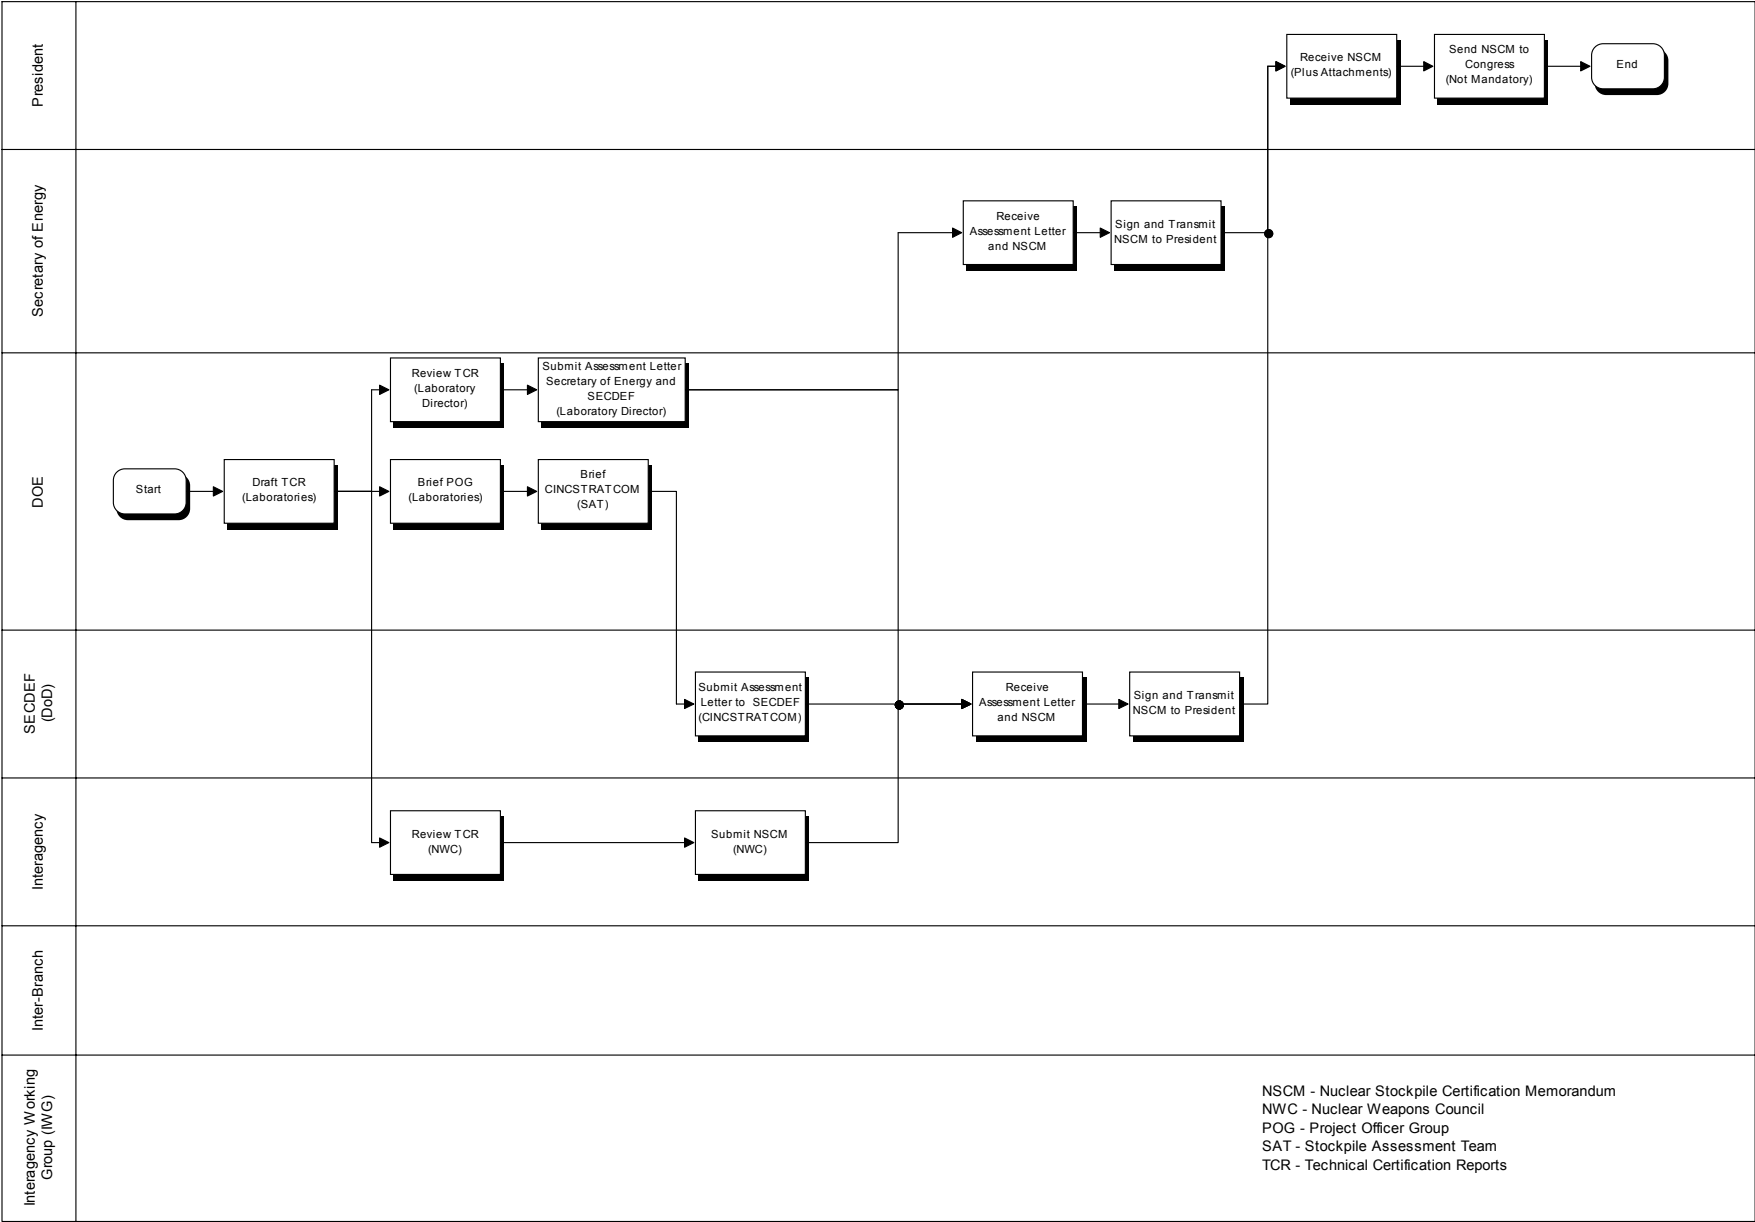 President
Receive NSCM
(Plus Attachments)
Send NSCM to
Congress
(Not Mandatory)
End
Secretary of Energy
Receive
Assessment Letter
and NSCM
Sign and Transmit
NSCM to President
DOE
Review TCR
(Laboratory
Director)
Submit Assessment Letter
Secretary of Energy and
SECDEF
(Laboratory Director)
Start
Draft TCR
(Laboratories)
Brief POG
(Laboratories)
Brief
CINCSTRATCOM
(SAT)
SECDEF
(DoD)
Submit Assessment
Letter to SECDEF
(CINCSTRATCOM)
Receive
Assessment Letter
and NSCM
Sign and Transmit
NSCM to President
Interagency
Review TCR
(NWC)
Submit NSCM
(NWC)
Inter-Branch
Interagency Working
Group (IWG)
NSCM - Nuclear Stockpile Certification Memorandum
NWC - Nuclear Weapons Council
POG - Project Officer Group
SAT - Stockpile Assessment Team
TCR - Technical Certification Reports